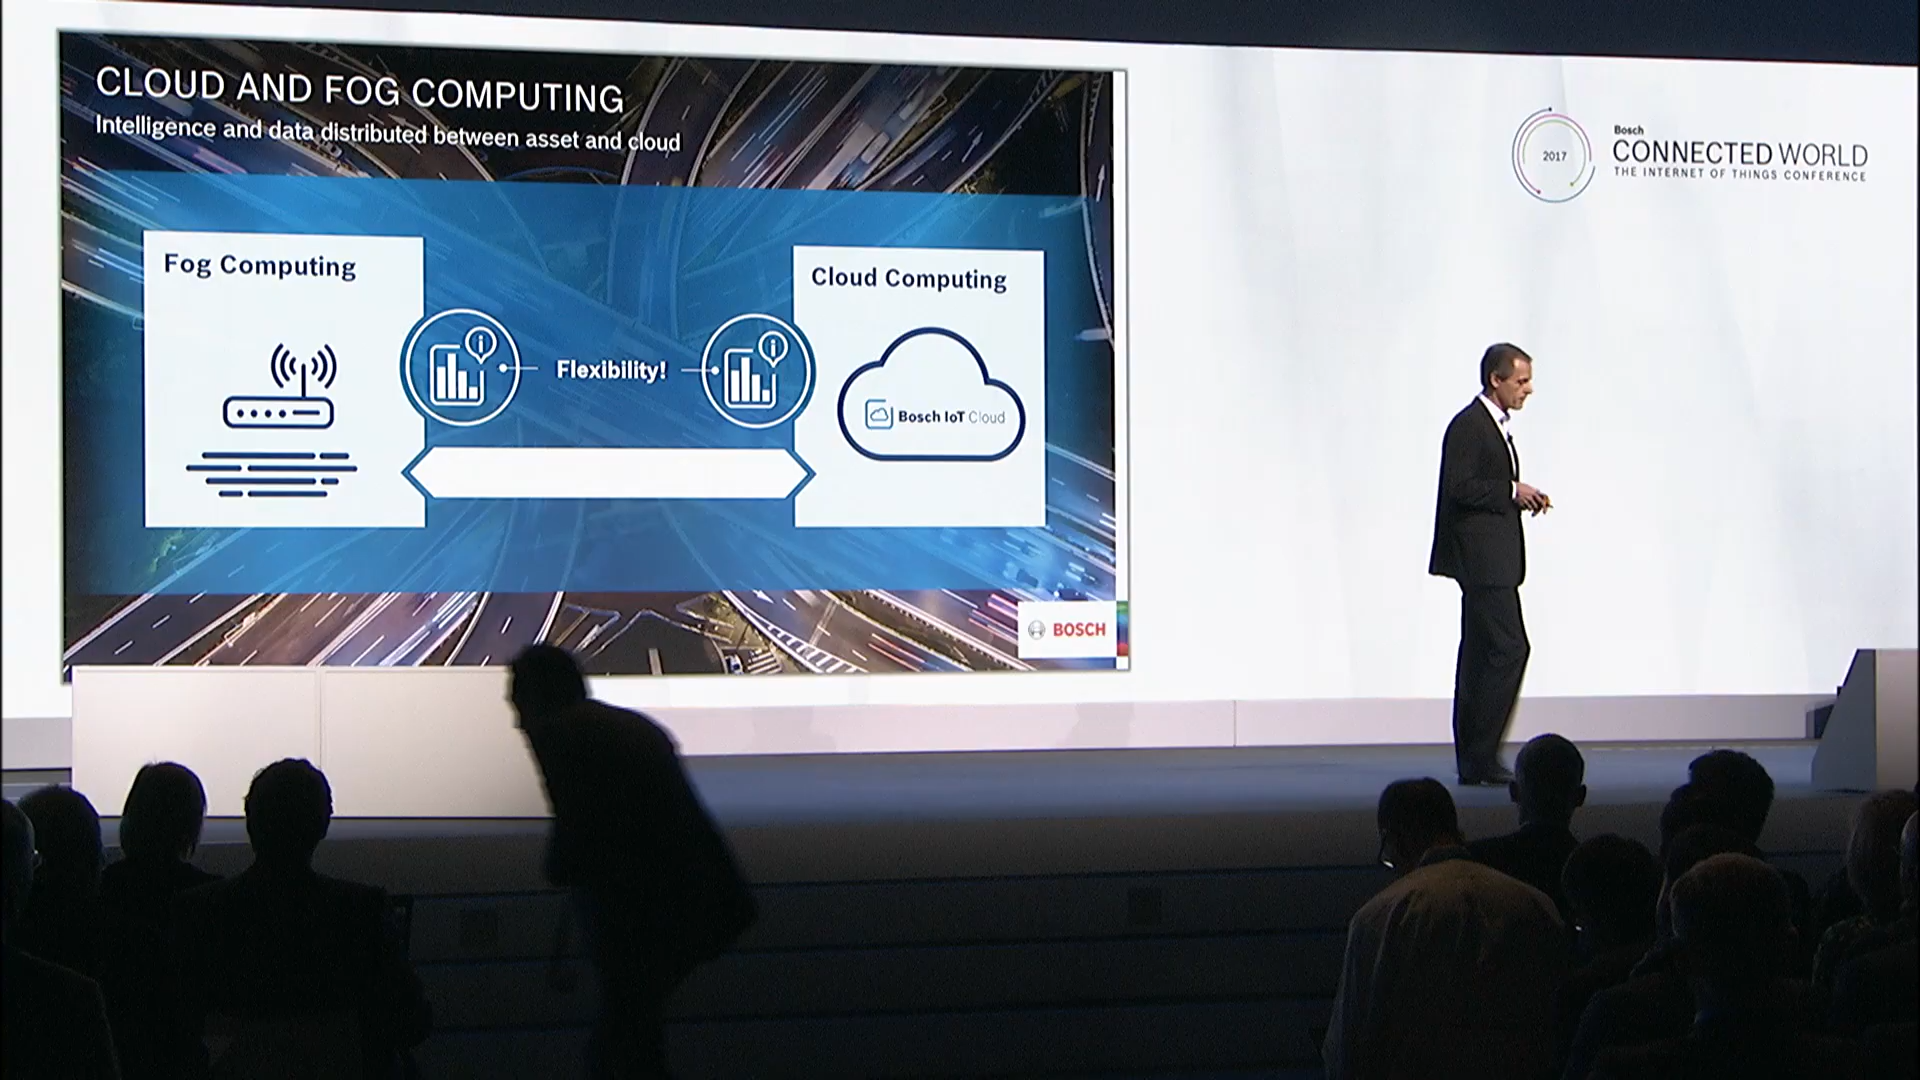 CLOUD AND FOG COMPUTING
Intelligence and data distributed between asset and cloud
Fog Computing
Cloud Computing
Flexibility!
Bosch IoT Cloud
BOSCH
2017
Bosch
CONNECTED WORLD
THE INTERNET OF THINGS CONFERENCE